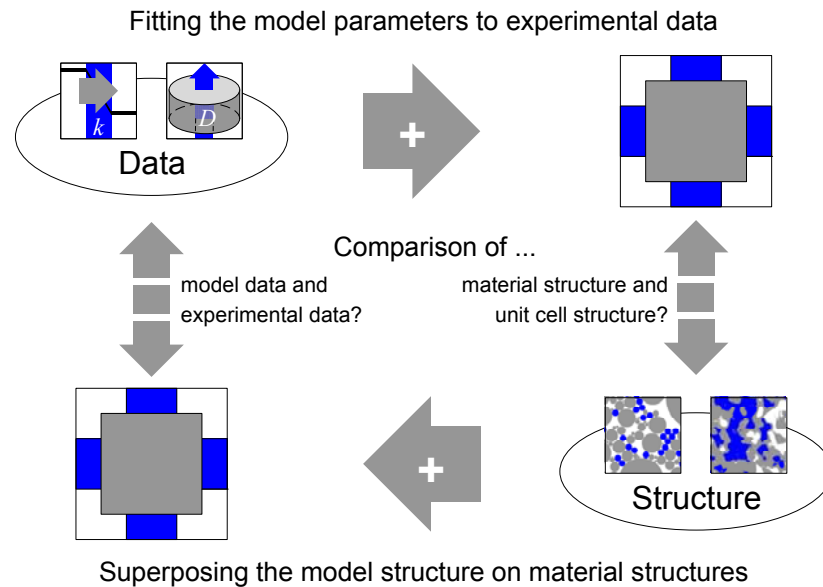 Fitting the model parameters to experimental data
k
D
Data
+
Comparison of ...
model data and
experimental data?
material structure and
unit cell structure?
+
Structure
Superposing the model structure on material structures